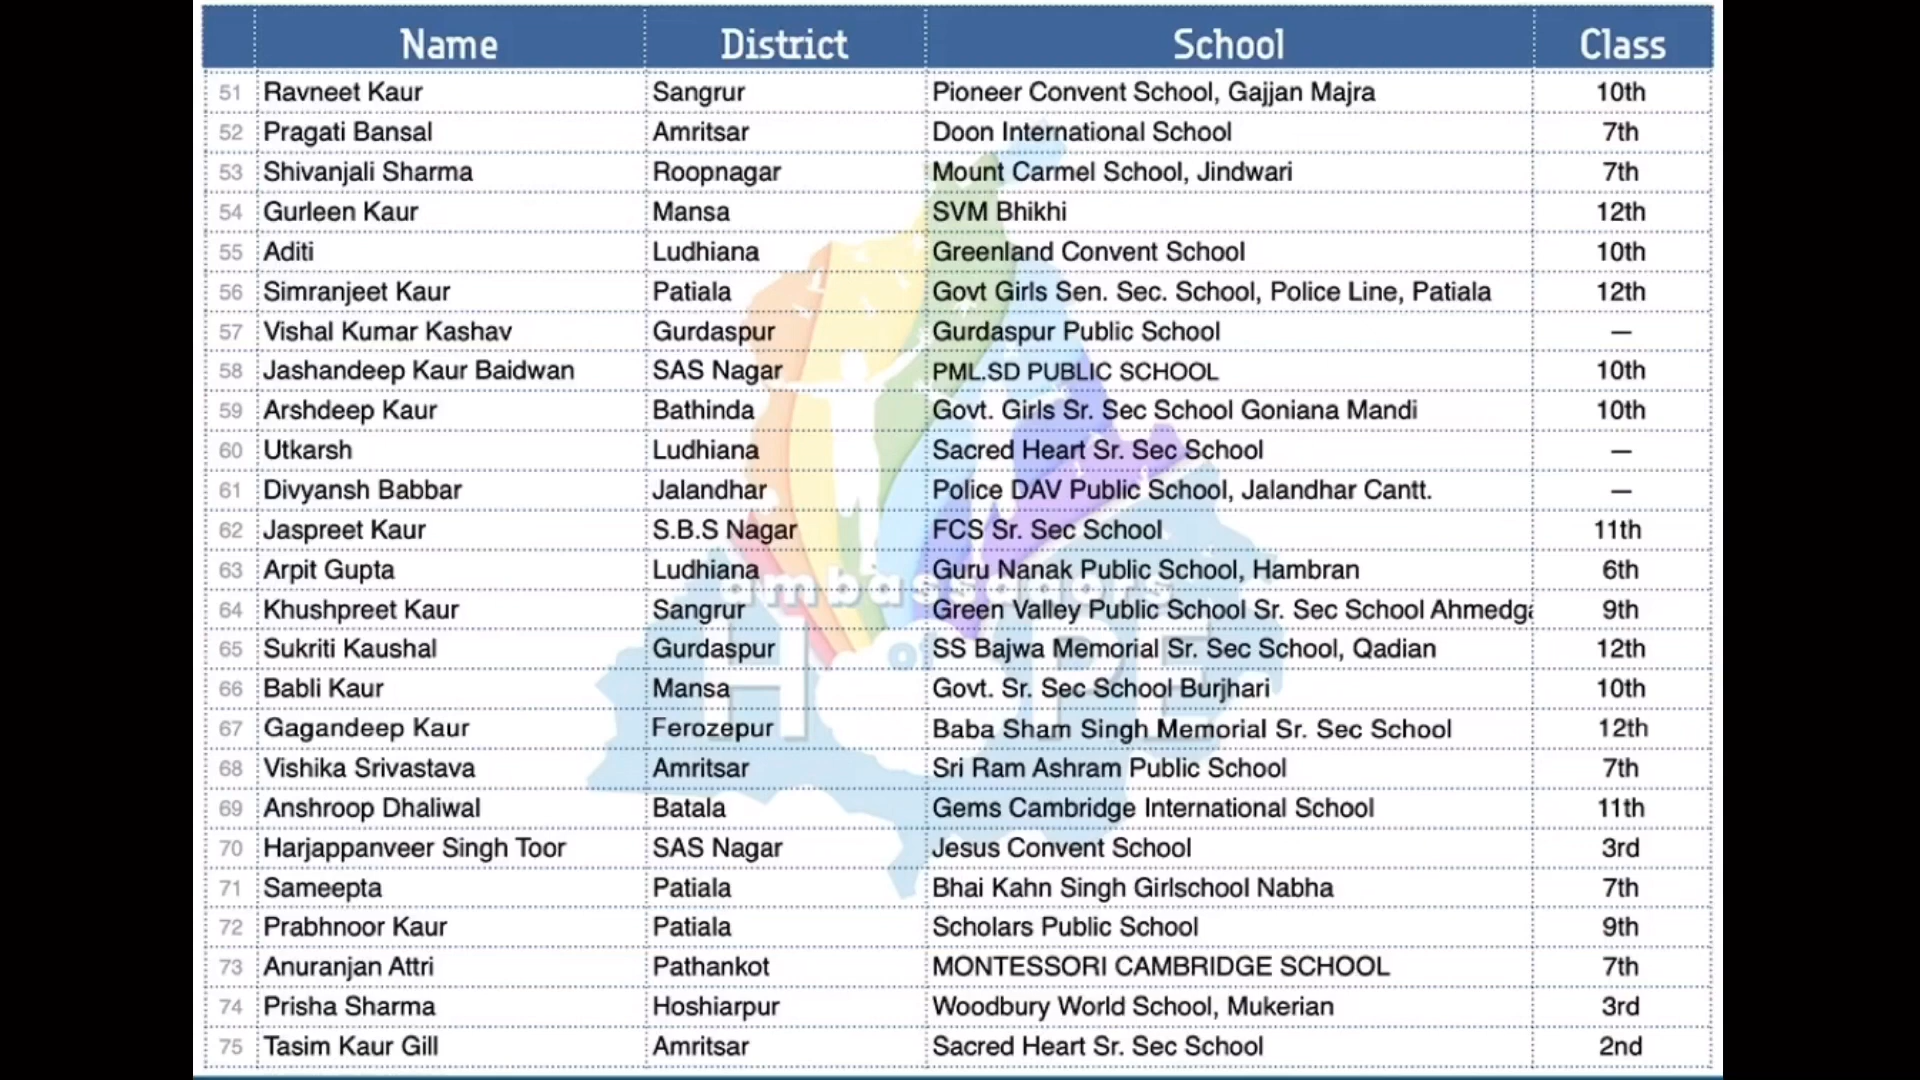 Name District School Class
51 Ravneet Kaur Sangrur Pioneer Convent School, Gajjan Majra 10th
52 Pragati Bansal Amritsar Doon International School 7th
53 Shivanjali Sharma Roopnagar Mount Carmel School, Jindwari 7th
54 Gurleen Kaur Mansa SVM Bhikhi 12th
55 Aditi Ludhiana Greenland Convent School 10th
56 Simranjeet Kaur Patiala Govt Girls Sen. Sec. School, Police Line, Patiala 12th
57 Vishal Kumar Kashav Gurdaspur Gurdaspur Public School —
58 Jashandeep Kaur Baidwan SAS Nagar PML.SD PUBLIC SCHOOL 10th
59 Arshdeep Kaur Bathinda Govt. Girls Sr. Sec School Goniana Mandi 10th
60 Utkarsh Ludhiana Sacred Heart Sr. Sec School —
61 Divyansh Babbar Jalandhar Police DAV Public School, Jalandhar Cantt. —
62 Jaspreet Kaur S.B.S Nagar FCS Sr. Sec School 11th
63 Arpit Gupta Ludhiana Guru Nanak Public School, Hambran 6th
64 Khushpreet Kaur Sangrur Green Valley Public School Sr. Sec School Ahmedga 9th
65 Sukriti Kaushal Gurdaspur SS Bajwa Memorial Sr. Sec School, Qadian 12th
66 Babli Kaur Mansa Govt. Sr. Sec School Burjhari 10th
67 Gagandeep Kaur Ferozepur Baba Sham Singh Memorial Sr. Sec School 12th
68 Vishika Srivastava Amritsar Sri Ram Ashram Public School 7th
69 Anshroop Dhaliwal Batala Gems Cambridge International School 11th
70 Harjappanveer Singh Toor SAS Nagar Jesus Convent School 3rd
71 Sameepta Patiala Bhai Kahn Singh Girlschool Nabha 7th
72 Prabhnoor Kaur Patiala Scholars Public School 9th
73 Anuranjan Attri Pathankot MONTESSORI CAMBRIDGE SCHOOL 7th
74 Prisha Sharma Hoshiarpur Woodbury World School, Mukerian 3rd
75 Tasim Kaur Gill Amritsar Sacred Heart Sr. Sec School 2nd
ambassadors
of
HOPE